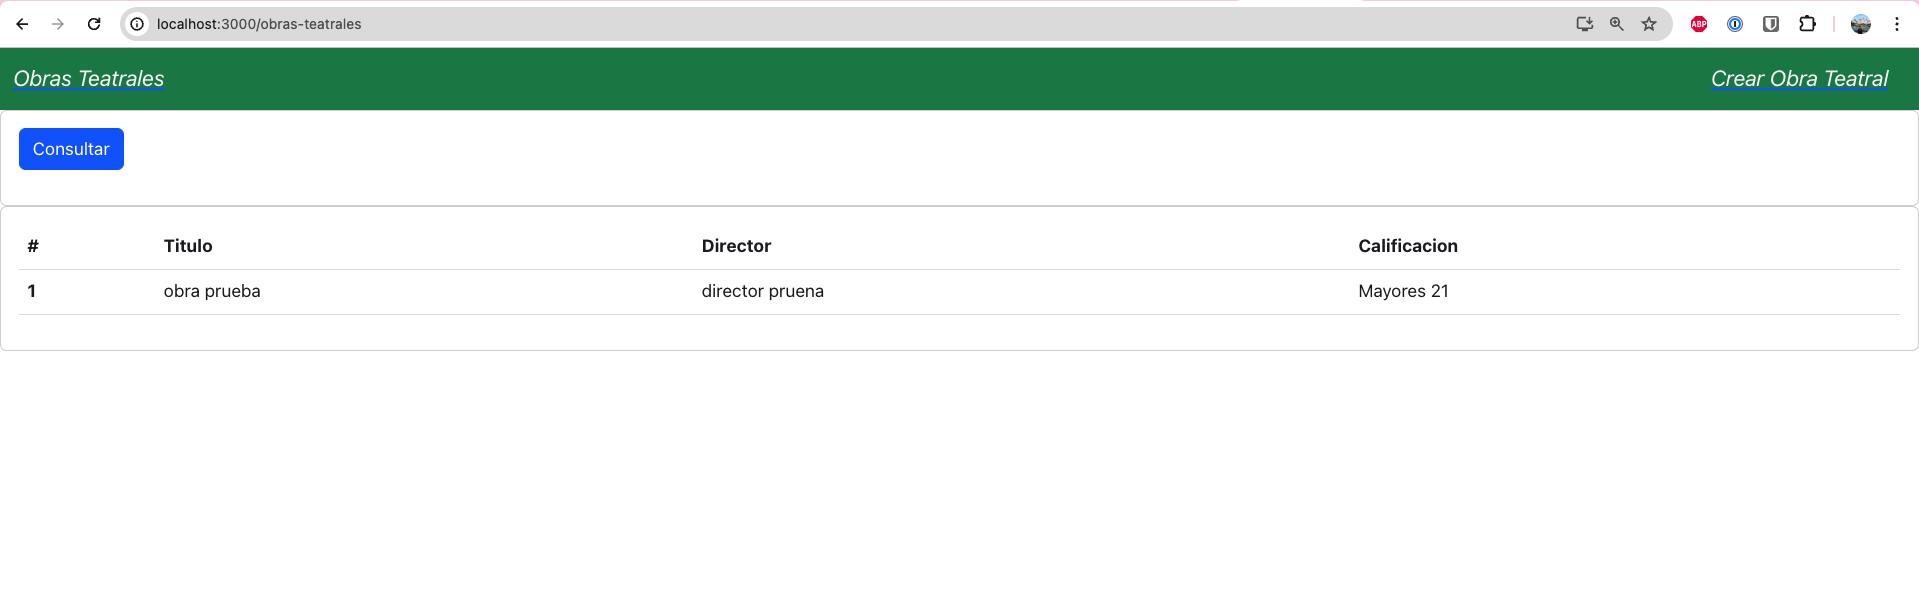 localhost:3000/obras-teatrales
ABP
Obras Teatrales Crear Obra Teatral
Consultar
# Titulo Director Calificacion
1 obra prueba director pruena Mayores 21